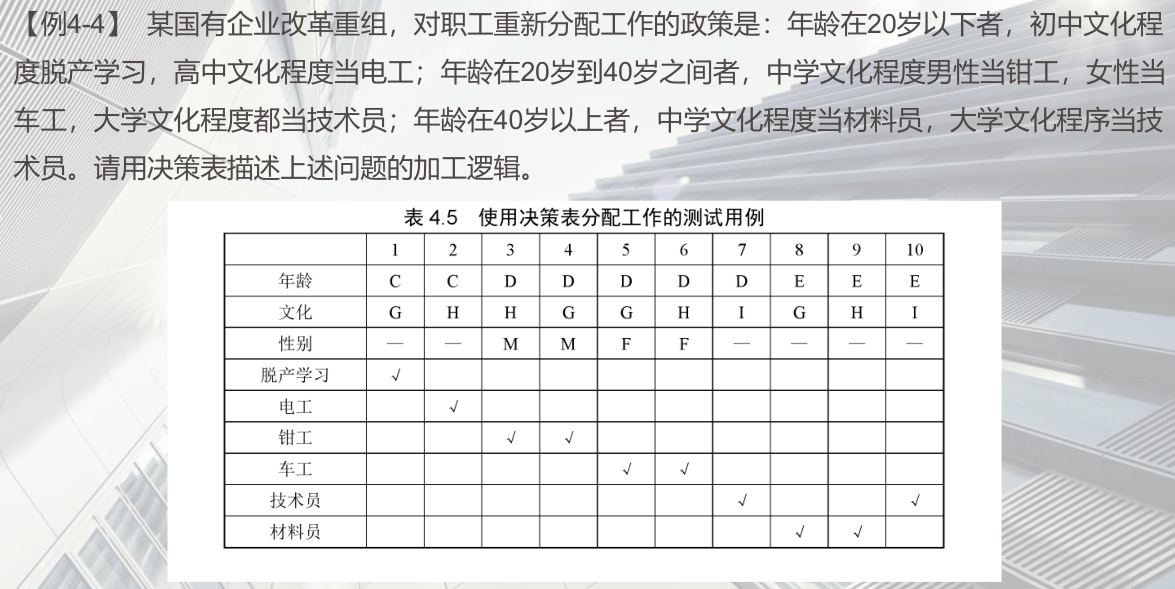 【例4-4】 某国有企业改革重组，对职工重新分配工作的政策是：年龄在20岁以下者，初中文化程
度脱产学习，高中文化程度当电工；年龄在20岁到40岁之间者，中学文化程度男性当钳工，女性当
车工，大学文化程度都当技术员；年龄在40岁以上者，中学文化程度当材料员，大学文化程序当技
术员。请用决策表描述上述问题的加工逻辑。
表 4.5 使用决策表分配工作的测试用例
1 2 3 4 5 6 7 8 9 10
年龄 C C D D D D D E E E
文化 G H H G G H I G H I
性别 — — M M F F — — — —
脱产学习 √
电工 √
钳工 √ √
车工 √ √
技术员 √ √
材料员 √ √